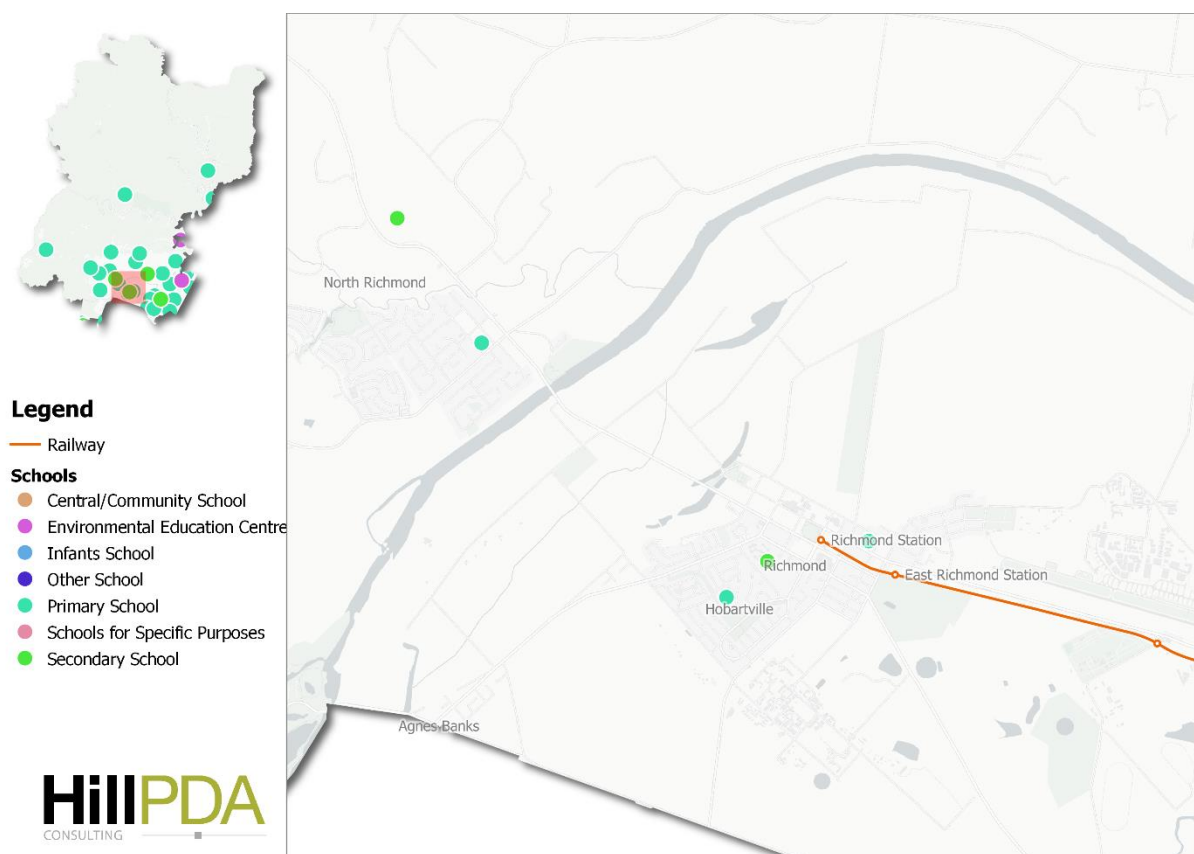 Legend
Railway
Schools
Central/Community School
Environmental Education Centre
Infants School
Other School
Primary School
Schools for Specific Purposes
Secondary School
HillPDA
CONSULTING
North Richmond
Richmond Station
Richmond
East Richmond Station
Hobartville
Agnes Banks